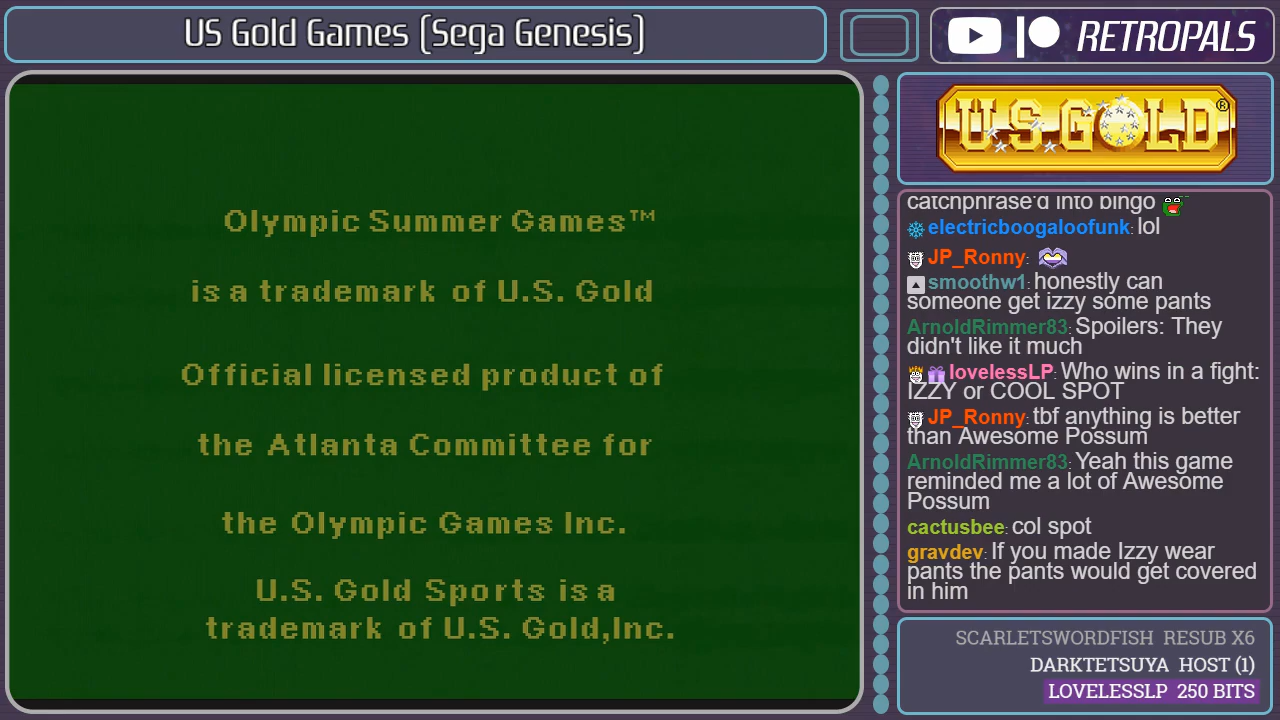 US Gold Games (Sega Genesis)
RETROPALS
U.S. GOLD®
Olympic Summer Games™
is a trademark of U.S. Gold
Official licensed product of
the Atlanta Committee for
the Olympic Games Inc.
U.S. Gold Sports is a
trademark of U.S. Gold,Inc.
catchphrase'd into bingo
electricboogaloofunk: lol
JP_Ronny:
smoothw1: honestly can
someone get izzy some pants
ArnoldRimmer83: Spoilers: They
didn't like it much
lovelessLP: Who wins in a fight:
IZZY or COOL SPOT
JP_Ronny: tbf anything is better
than Awesome Possum
ArnoldRimmer83: Yeah this game
reminded me a lot of Awesome
Possum
cactusbee: col spot
gravdev: If you made Izzy wear
pants the pants would get covered
in him
SCARLETSWORDFISH RESUB X6
DARKTETSUYA HOST (1)
LOVELESSLP 250 BITS